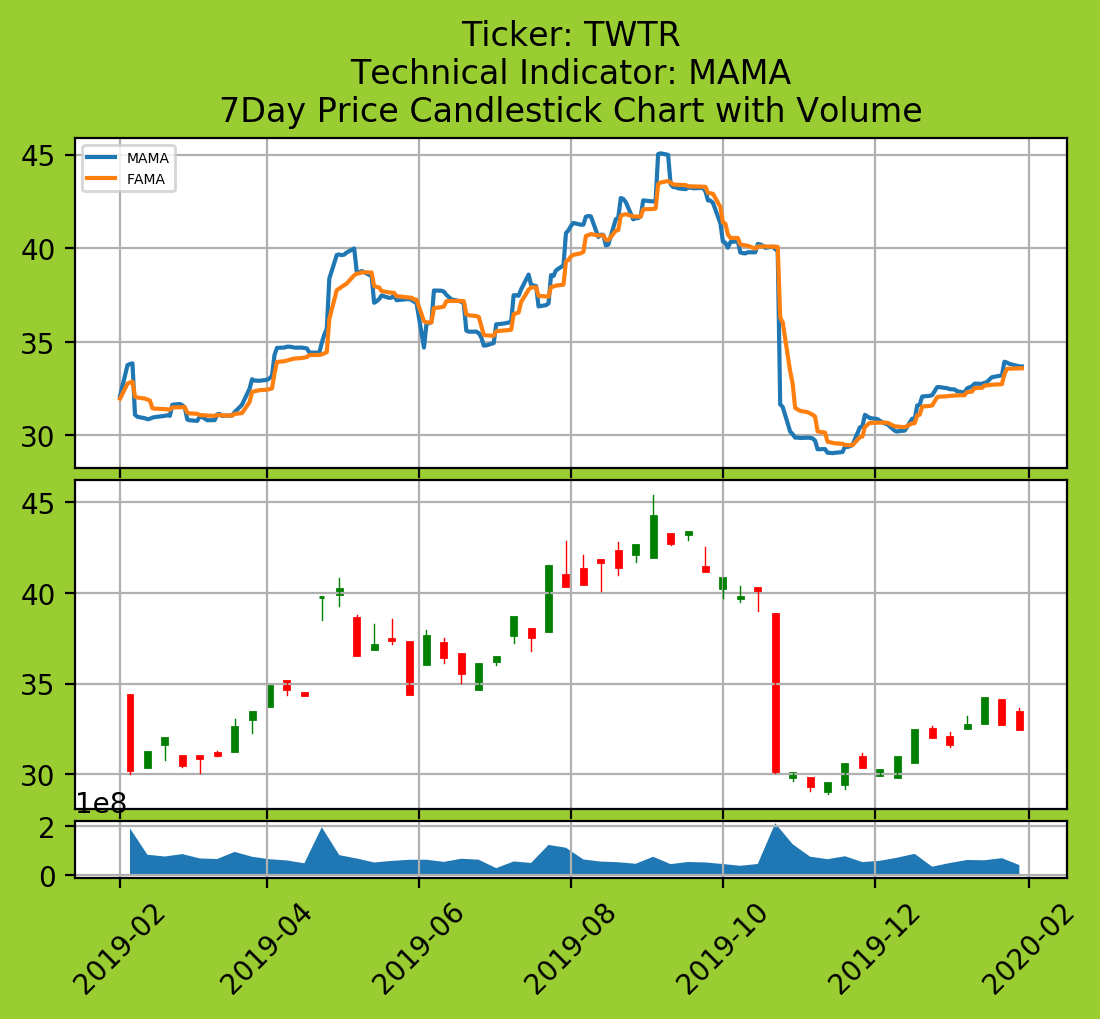 Ticker: TWTR
Technical Indicator: MAMA
7Day Price Candlestick Chart with Volume
45
40
35
30
MAMA
FAMA
45
40
35
30
1e8
2
0
2019-02
2019-04
2019-06
2019-08
2019-10
2019-12
2020-02